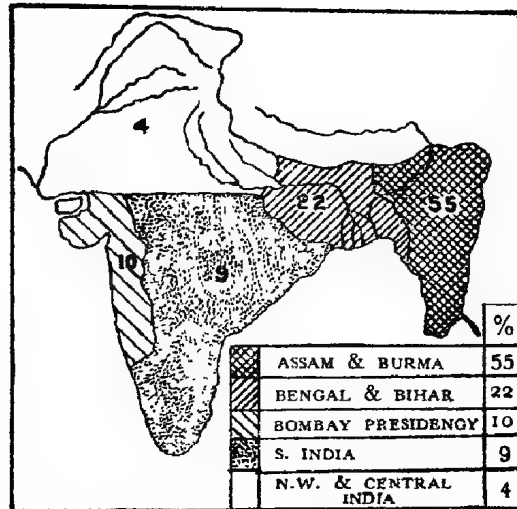 4
22
55
10
9
%
ASSAM & BURMA 55
BENGAL & BIHAR 22
BOMBAY PRESIDENCY 10
S. INDIA 9
N.W. & CENTRAL
INDIA 4